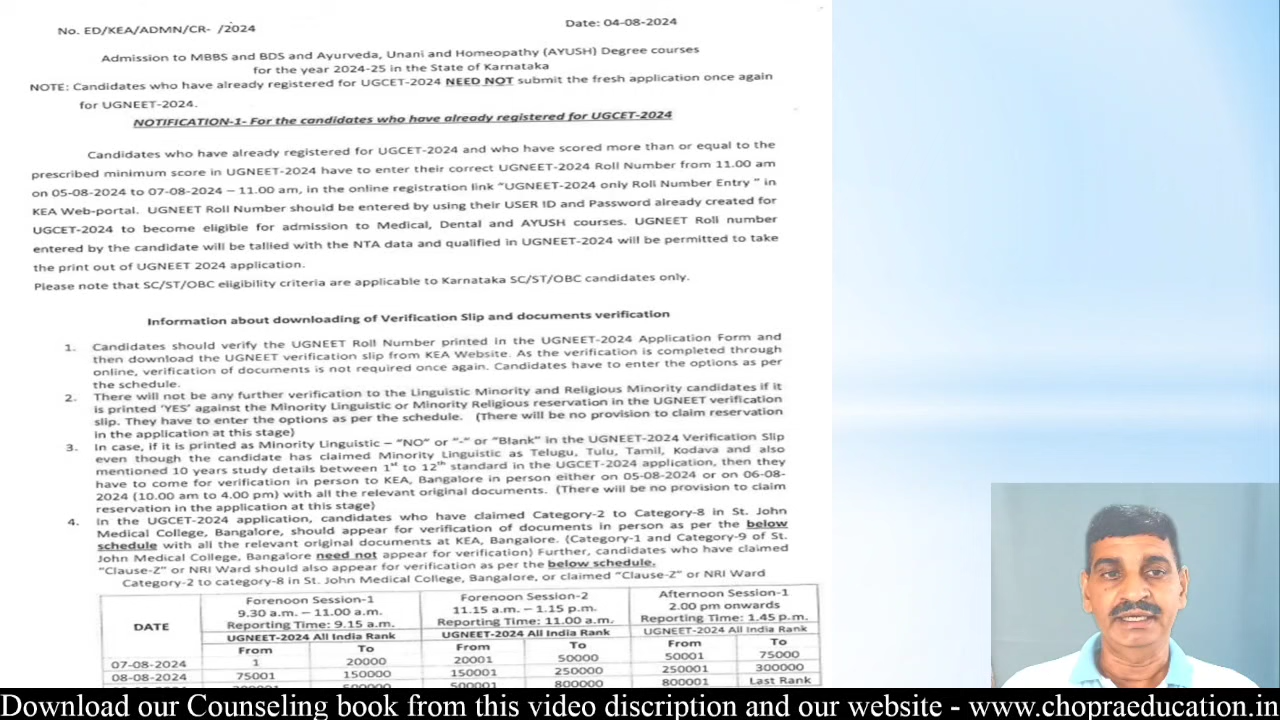 No. ED/KEA/ADMN/CR- /2024
Date: 04-08-2024
Admission to MBBS and BDS and Ayurveda, Unani and Homeopathy (AYUSH) Degree courses
for the year 2024-25 in the State of Karnataka
NOTE: Candidates who have already registered for UGCET-2024 NEED NOT submit the fresh application once again
for UGNEET-2024.
NOTIFICATION-1- For the candidates who have already registered for UGCET-2024
Candidates who have already registered for UGCET-2024 and who have scored more than or equal to the
prescribed minimum score in UGNEET-2024 have to enter their correct UGNEET-2024 Roll Number from 11.00 am
on 05-08-2024 to 07-08-2024 – 11.00 am, in the online registration link "UGNEET-2024 only Roll Number Entry " in
KEA Web-portal. UGNEET Roll Number should be entered by using their USER ID and Password already created for
UGCET-2024 to become eligible for admission to Medical, Dental and AYUSH courses. UGNEET Roll number
entered by the candidate will be tallied with the NTA data and qualified in UGNEET-2024 will be permitted to take
the print out of UGNEET 2024 application.
Please note that SC/ST/OBC eligibility criteria are applicable to Karnataka SC/ST/OBC candidates only.
Information about downloading of Verification Slip and documents verification
1. Candidates should verify the UGNEET Roll Number printed in the UGNEET-2024 Application Form and
then download the UGNEET verification slip from KEA Website. As the verification is completed through
online, verification of documents is not required once again. Candidates have to enter the options as per
the schedule.
2. There will not be any further verification to the Linguistic Minority and Religious Minority candidates if it
is printed 'YES' against the Minority Linguistic or Minority Religious reservation in the UGNEET verification
slip. They have to enter the options as per the schedule. (There will be no provision to claim reservation
in the application at this stage)
3. In case, if it is printed as Minority Linguistic – "NO" or "-" or "Blank" in the UGNEET-2024 Verification Slip
even though the candidate has claimed Minority Linguistic as Telugu, Tulu, Tamil, Kodava and also
mentioned 10 years study details between 1st to 12th standard in the UGCET-2024 application, then they
have to come for verification in person to KEA, Bangalore in person either on 05-08-2024 or on 06-08-
2024 (10.00 am to 4.00 pm) with all the relevant original documents. (There will be no provision to claim
reservation in the application at this stage)
4. In the UGCET-2024 application, candidates who have claimed Category-2 to Category-8 in St. John
Medical College, Bangalore, should appear for verification of documents in person as per the below
schedule with all the relevant original documents at KEA, Bangalore. (Category-1 and Category-9 of St.
John Medical College, Bangalore need not appear for verification) Further, candidates who have claimed
"Clause-Z" or NRI Ward should also appear for verification as per the below schedule.
Category-2 to category-8 in St. John Medical College, Bangalore, or claimed "Clause-Z" or NRI Ward
DATE
Forenoon Session-1
9.30 a.m. – 11.00 a.m.
Reporting Time: 9.15 a.m.
Forenoon Session-2
11.15 a.m. - 1.15 p.m.
Reporting Time: 11.00 a.m.
Afternoon Session-1
2.00 pm onwards
Reporting Time: 1.45 p.m.
UGNEET-2024 All India Rank UGNEET-2024 All India Rank UGNEET-2024 All India Rank
From To From To From To
07-08-2024 1 20000 20001 50000 50001 75000
08-08-2024 75001 150000 150001 250000 250001 300000
500001 800000 800001 Last Rank
Download our Counseling book from this video discription and our website - www.chopraeducation.in